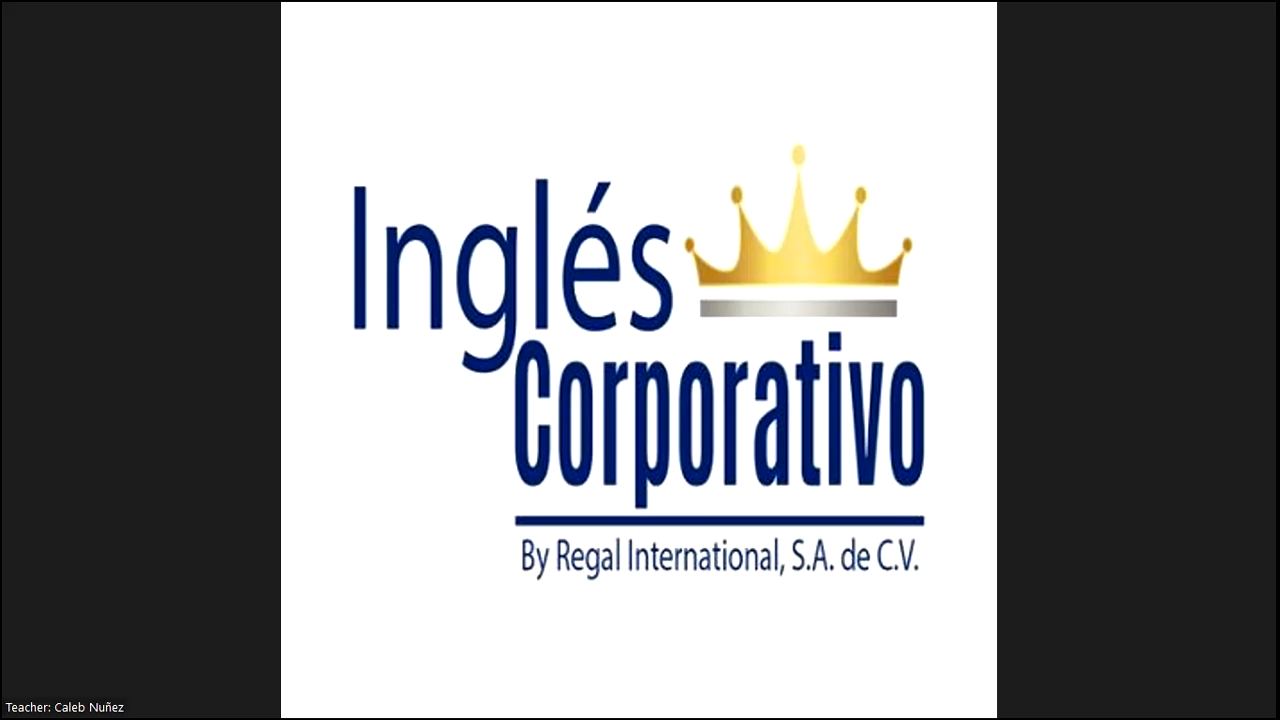 Inglés
Corporativo
By Regal International, S.A. de C.V.
Teacher: Caleb Nuñez